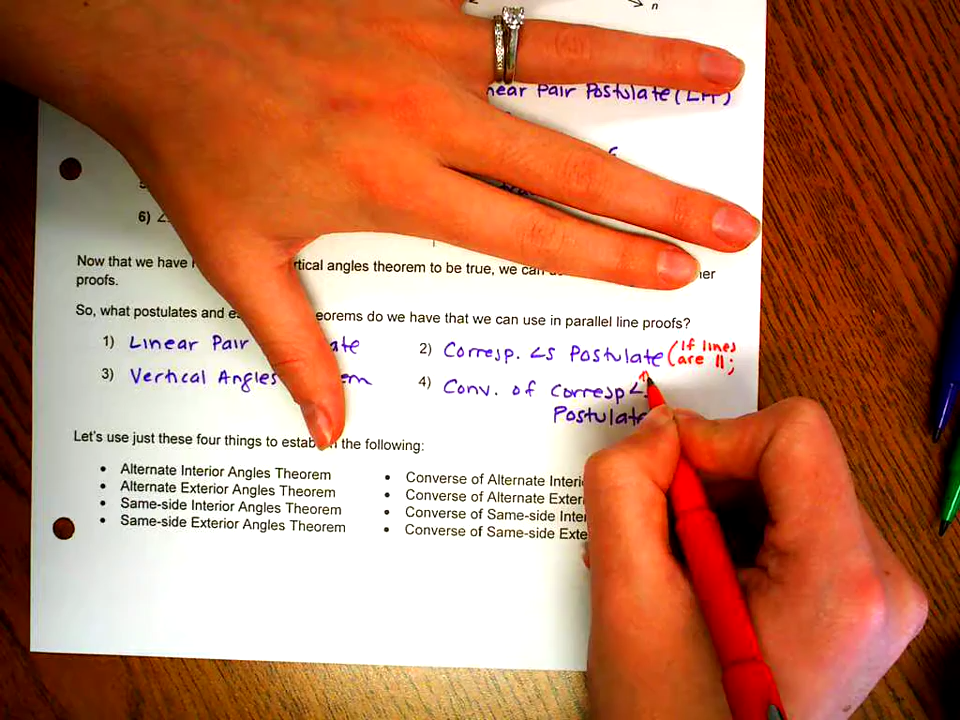 n
near Pair Postulate (LPP)
6) ∠
Now that we have rtical angles theorem to be true, we can her
proofs.
So, what postulates and eorems do we have that we can use in parallel line proofs?
1) Linear Pair ate 2) Corresp. ∠s Postulate (if lines
are ||;
3) Vertical Angles em 4) Conv. of Corresp ∠s
Postulate
Let's use just these four things to estab the following:
• Alternate Interior Angles Theorem • Converse of Alternate Interi
• Alternate Exterior Angles Theorem • Converse of Alternate Exter
• Same-side Interior Angles Theorem • Converse of Same-side Inte
• Same-side Exterior Angles Theorem • Converse of Same-side Exte